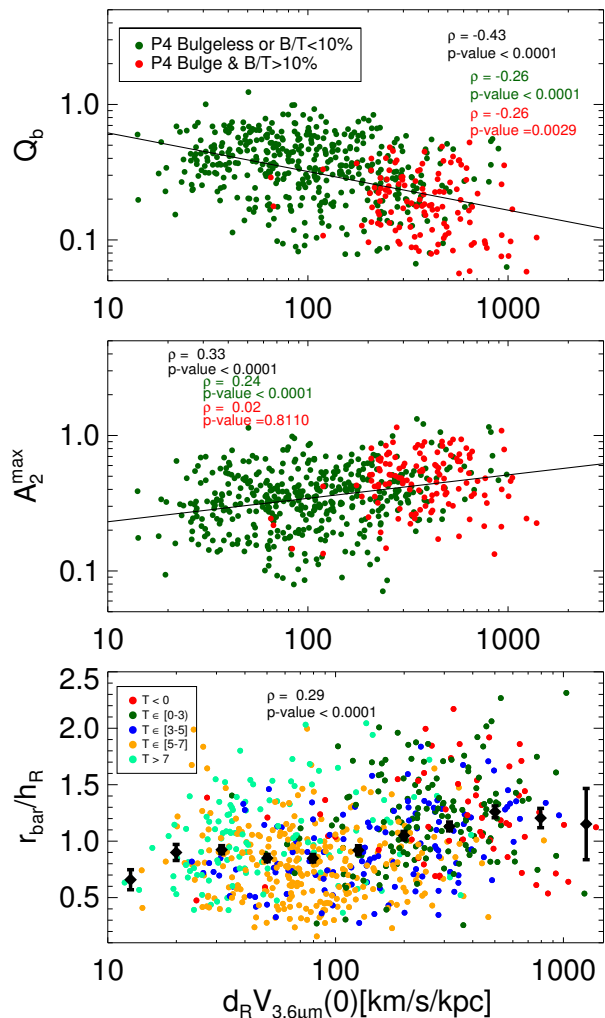 P4 Bulgeless or B/T<10%
P4 Bulge & B/T>10%
ρ = -0.43
p-value < 0.0001
ρ = -0.26
p-value < 0.0001
ρ = -0.26
p-value =0.0029
1.0
0.1
Q_b
10 100 1000
ρ = 0.33
p-value < 0.0001
ρ = 0.24
p-value < 0.0001
ρ = 0.02
p-value =0.8110
1.0
0.1
A_2^max
10 100 1000
T < 0
T ∈ [0-3)
T ∈ [3-5]
T ∈ [5-7]
T > 7
ρ = 0.29
p-value < 0.0001
2.5
2.0
1.5
1.0
0.5
r_bar/h_R
10 100 1000
d_R V_3.6μm(0)[km/s/kpc]